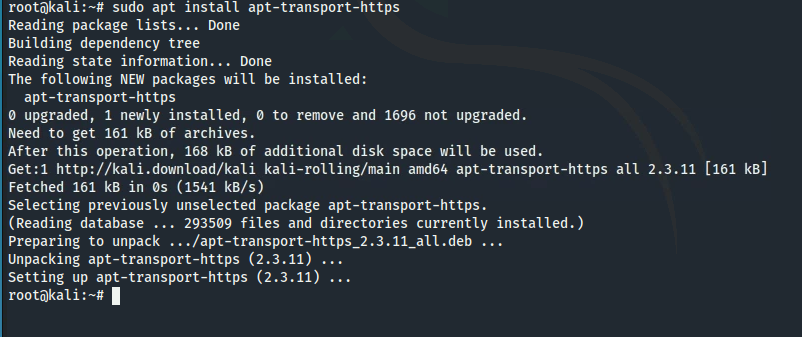 root@kali:~# sudo apt install apt-transport-https
Reading package lists... Done
Building dependency tree
Reading state information... Done
The following NEW packages will be installed:
  apt-transport-https
0 upgraded, 1 newly installed, 0 to remove and 1696 not upgraded.
Need to get 161 kB of archives.
After this operation, 168 kB of additional disk space will be used.
Get:1 http://kali.download/kali kali-rolling/main amd64 apt-transport-https all 2.3.11 [161 kB]
Fetched 161 kB in 0s (1541 kB/s)
Selecting previously unselected package apt-transport-https.
(Reading database ... 293509 files and directories currently installed.)
Preparing to unpack .../apt-transport-https_2.3.11_all.deb ...
Unpacking apt-transport-https (2.3.11) ...
Setting up apt-transport-https (2.3.11) ...
root@kali:~#